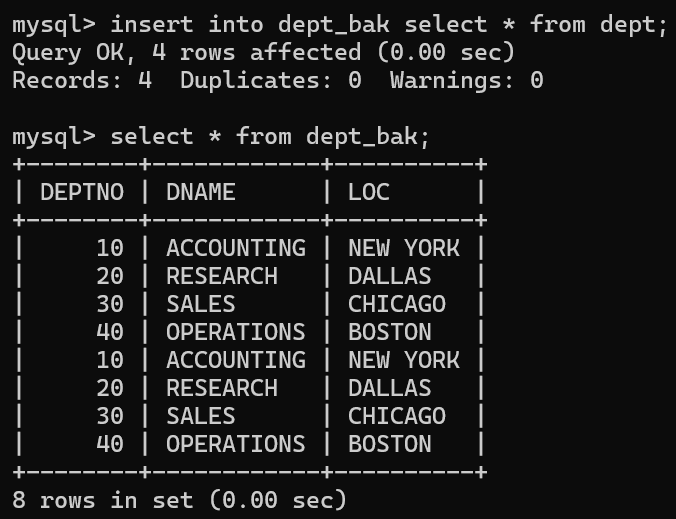 mysql> insert into dept_bak select * from dept;
Query OK, 4 rows affected (0.00 sec)
Records: 4  Duplicates: 0  Warnings: 0

mysql> select * from dept_bak;
+--------+------------+----------+
| DEPTNO | DNAME      | LOC      |
+--------+------------+----------+
|     10 | ACCOUNTING | NEW YORK |
|     20 | RESEARCH   | DALLAS   |
|     30 | SALES      | CHICAGO  |
|     40 | OPERATIONS | BOSTON   |
|     10 | ACCOUNTING | NEW YORK |
|     20 | RESEARCH   | DALLAS   |
|     30 | SALES      | CHICAGO  |
|     40 | OPERATIONS | BOSTON   |
+--------+------------+----------+
8 rows in set (0.00 sec)